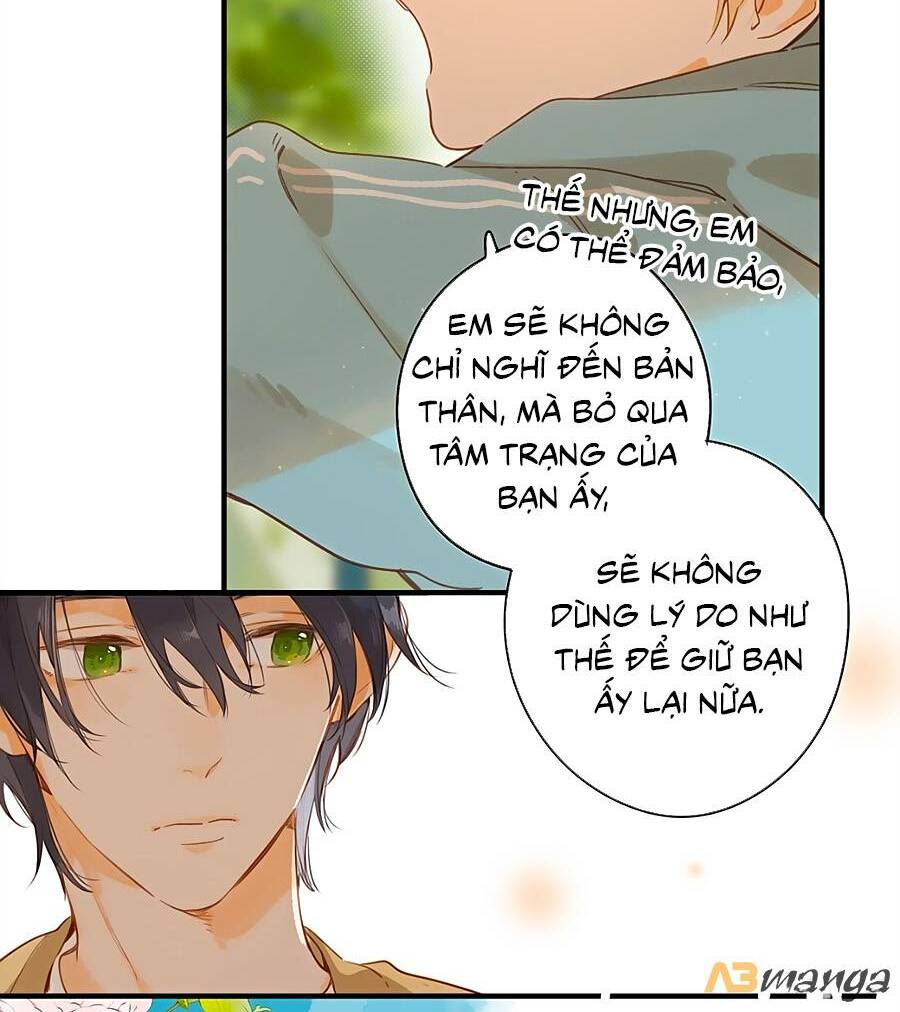 THẾ NHƯNG, EM
CÓ THỂ ĐẢM BẢO,
EM SẼ KHÔNG
CHỈ NGHĨ ĐẾN BẢN
THÂN, MÀ BỎ QUA
TÂM TRẠNG CỦA
BẠN ẤY,
SẼ KHÔNG
DÙNG LÝ DO NHƯ
THẾ ĐỂ GIỮ BẠN
ẤY LẠI NỮA.
A3manga